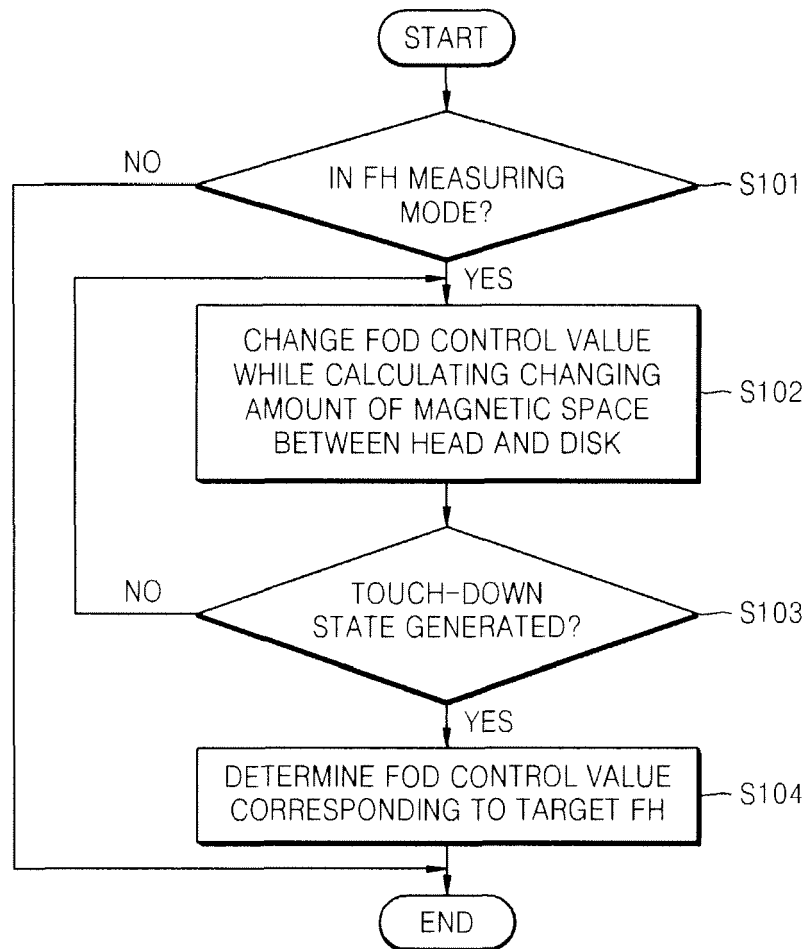 START
NO
IN FH MEASURING
MODE?
S101
YES
CHANGE FOD CONTROL VALUE
WHILE CALCULATING CHANGING
AMOUNT OF MAGNETIC SPACE
BETWEEN HEAD AND DISK
S102
NO
TOUCH-DOWN
STATE GENERATED?
S103
YES
DETERMINE FOD CONTROL VALUE
CORRESPONDING TO TARGET FH
S104
END